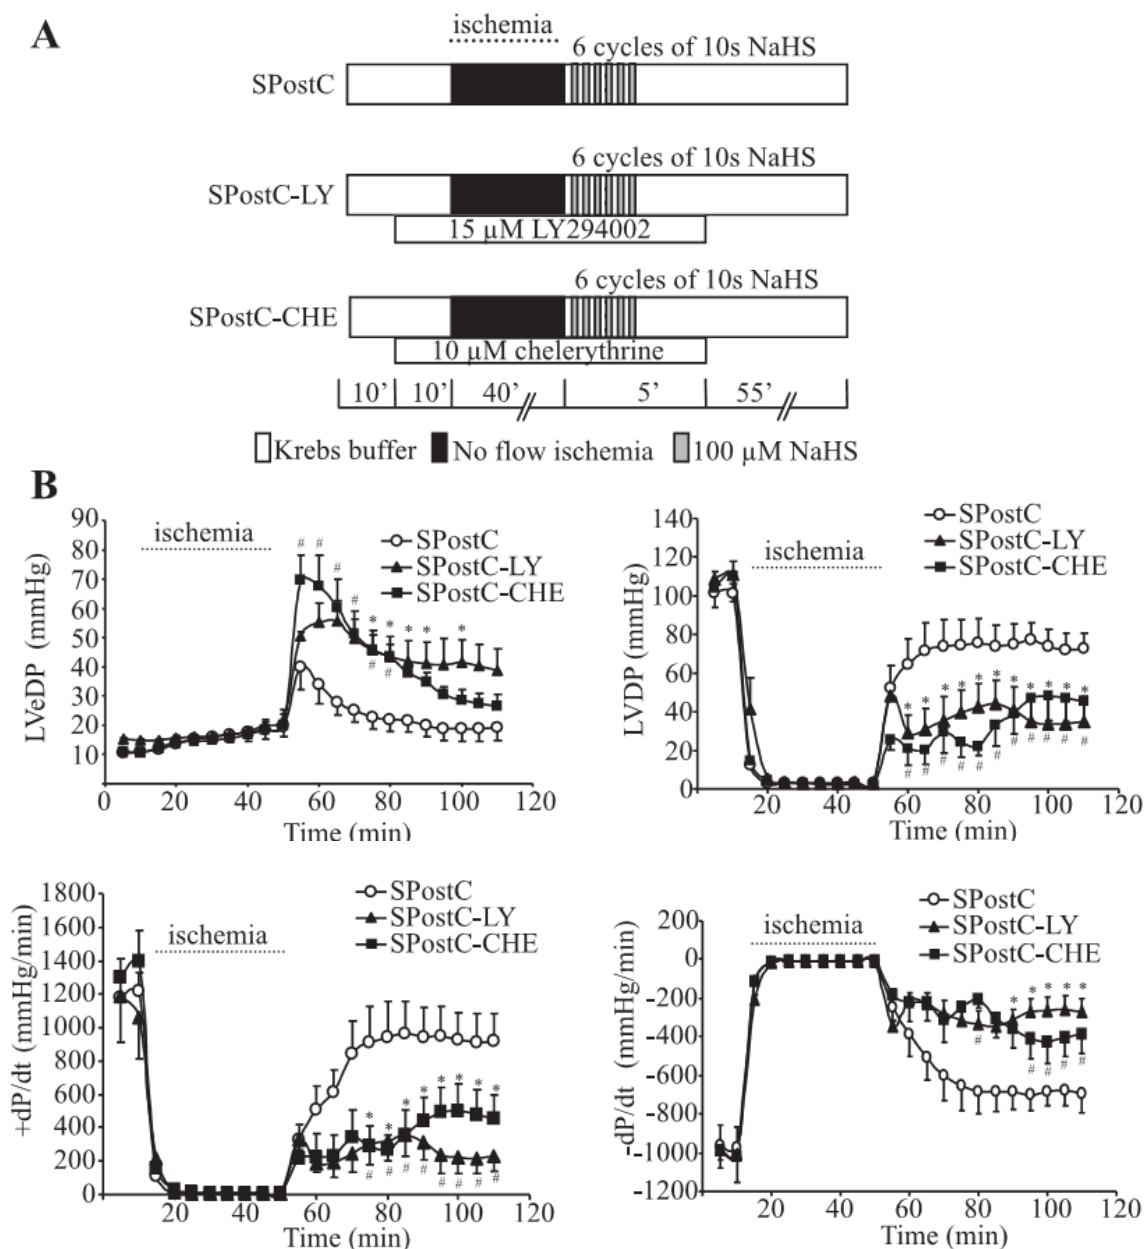 A
ischemia
6 cycles of 10s NaHS
SPostC
6 cycles of 10s NaHS
SPostC-LY
15 µM LY294002
6 cycles of 10s NaHS
SPostC-CHE
10 µM chelerythrine
10’ 10’ 40’ 5’ 55’
Krebs buffer No flow ischemia 100 µM NaHS
B
LVeDP (mmHg)
90
80
70
60
50
40
30
20
10
ischemia
SPostC
SPostC-LY
SPostC-CHE
# # # # * * * * *
# #
0 20 40 60 80 100 120
Time (min)
LVDP (mmHg)
140
120
100
80
60
40
20
0
ischemia
SPostC
SPostC-LY
SPostC-CHE
* * * * * * * * * * *
# # # # # # # # # # #
20 40 60 80 100 120
Time (min)
+dP/dt (mmHg/min)
1800
1600
1400
1200
1000
800
600
400
200
0
ischemia
SPostC
SPostC-LY
SPostC-CHE
* * * * * * * *
# # # # # # # #
20 40 60 80 100 120
Time (min)
-dP/dt (mmHg/min)
200
0
-200
-400
-600
-800
-1000
-1200
ischemia
SPostC
SPostC-LY
SPostC-CHE
* * * * *
# # # # #
20 40 60 80 100 120
Time (min)